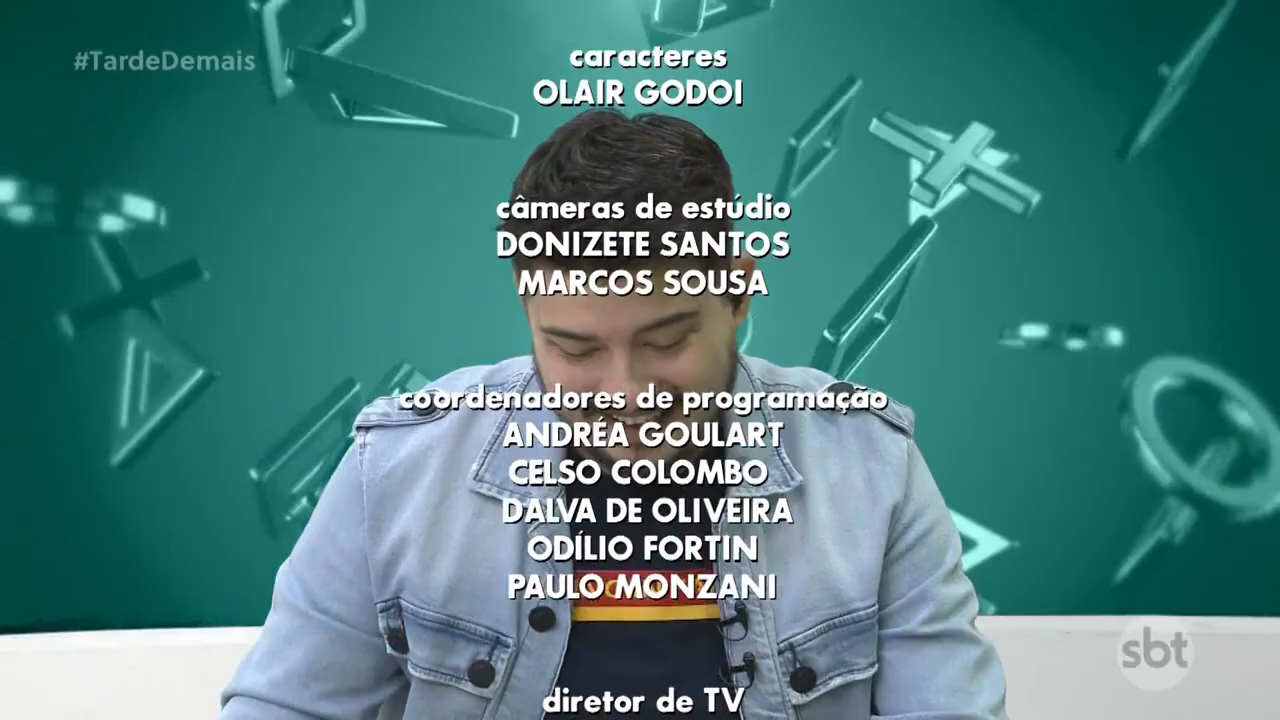 #TardeDemais
caracteres
OLAIR GODOI
câmeras de estúdio
DONIZETE SANTOS
MARCOS SOUSA
coordenadores de programação
ANDRÉA GOULART
CELSO COLOMBO
DALVA DE OLIVEIRA
ODÍLIO FORTIN
PAULO MONZANI
sbt
diretor de TV